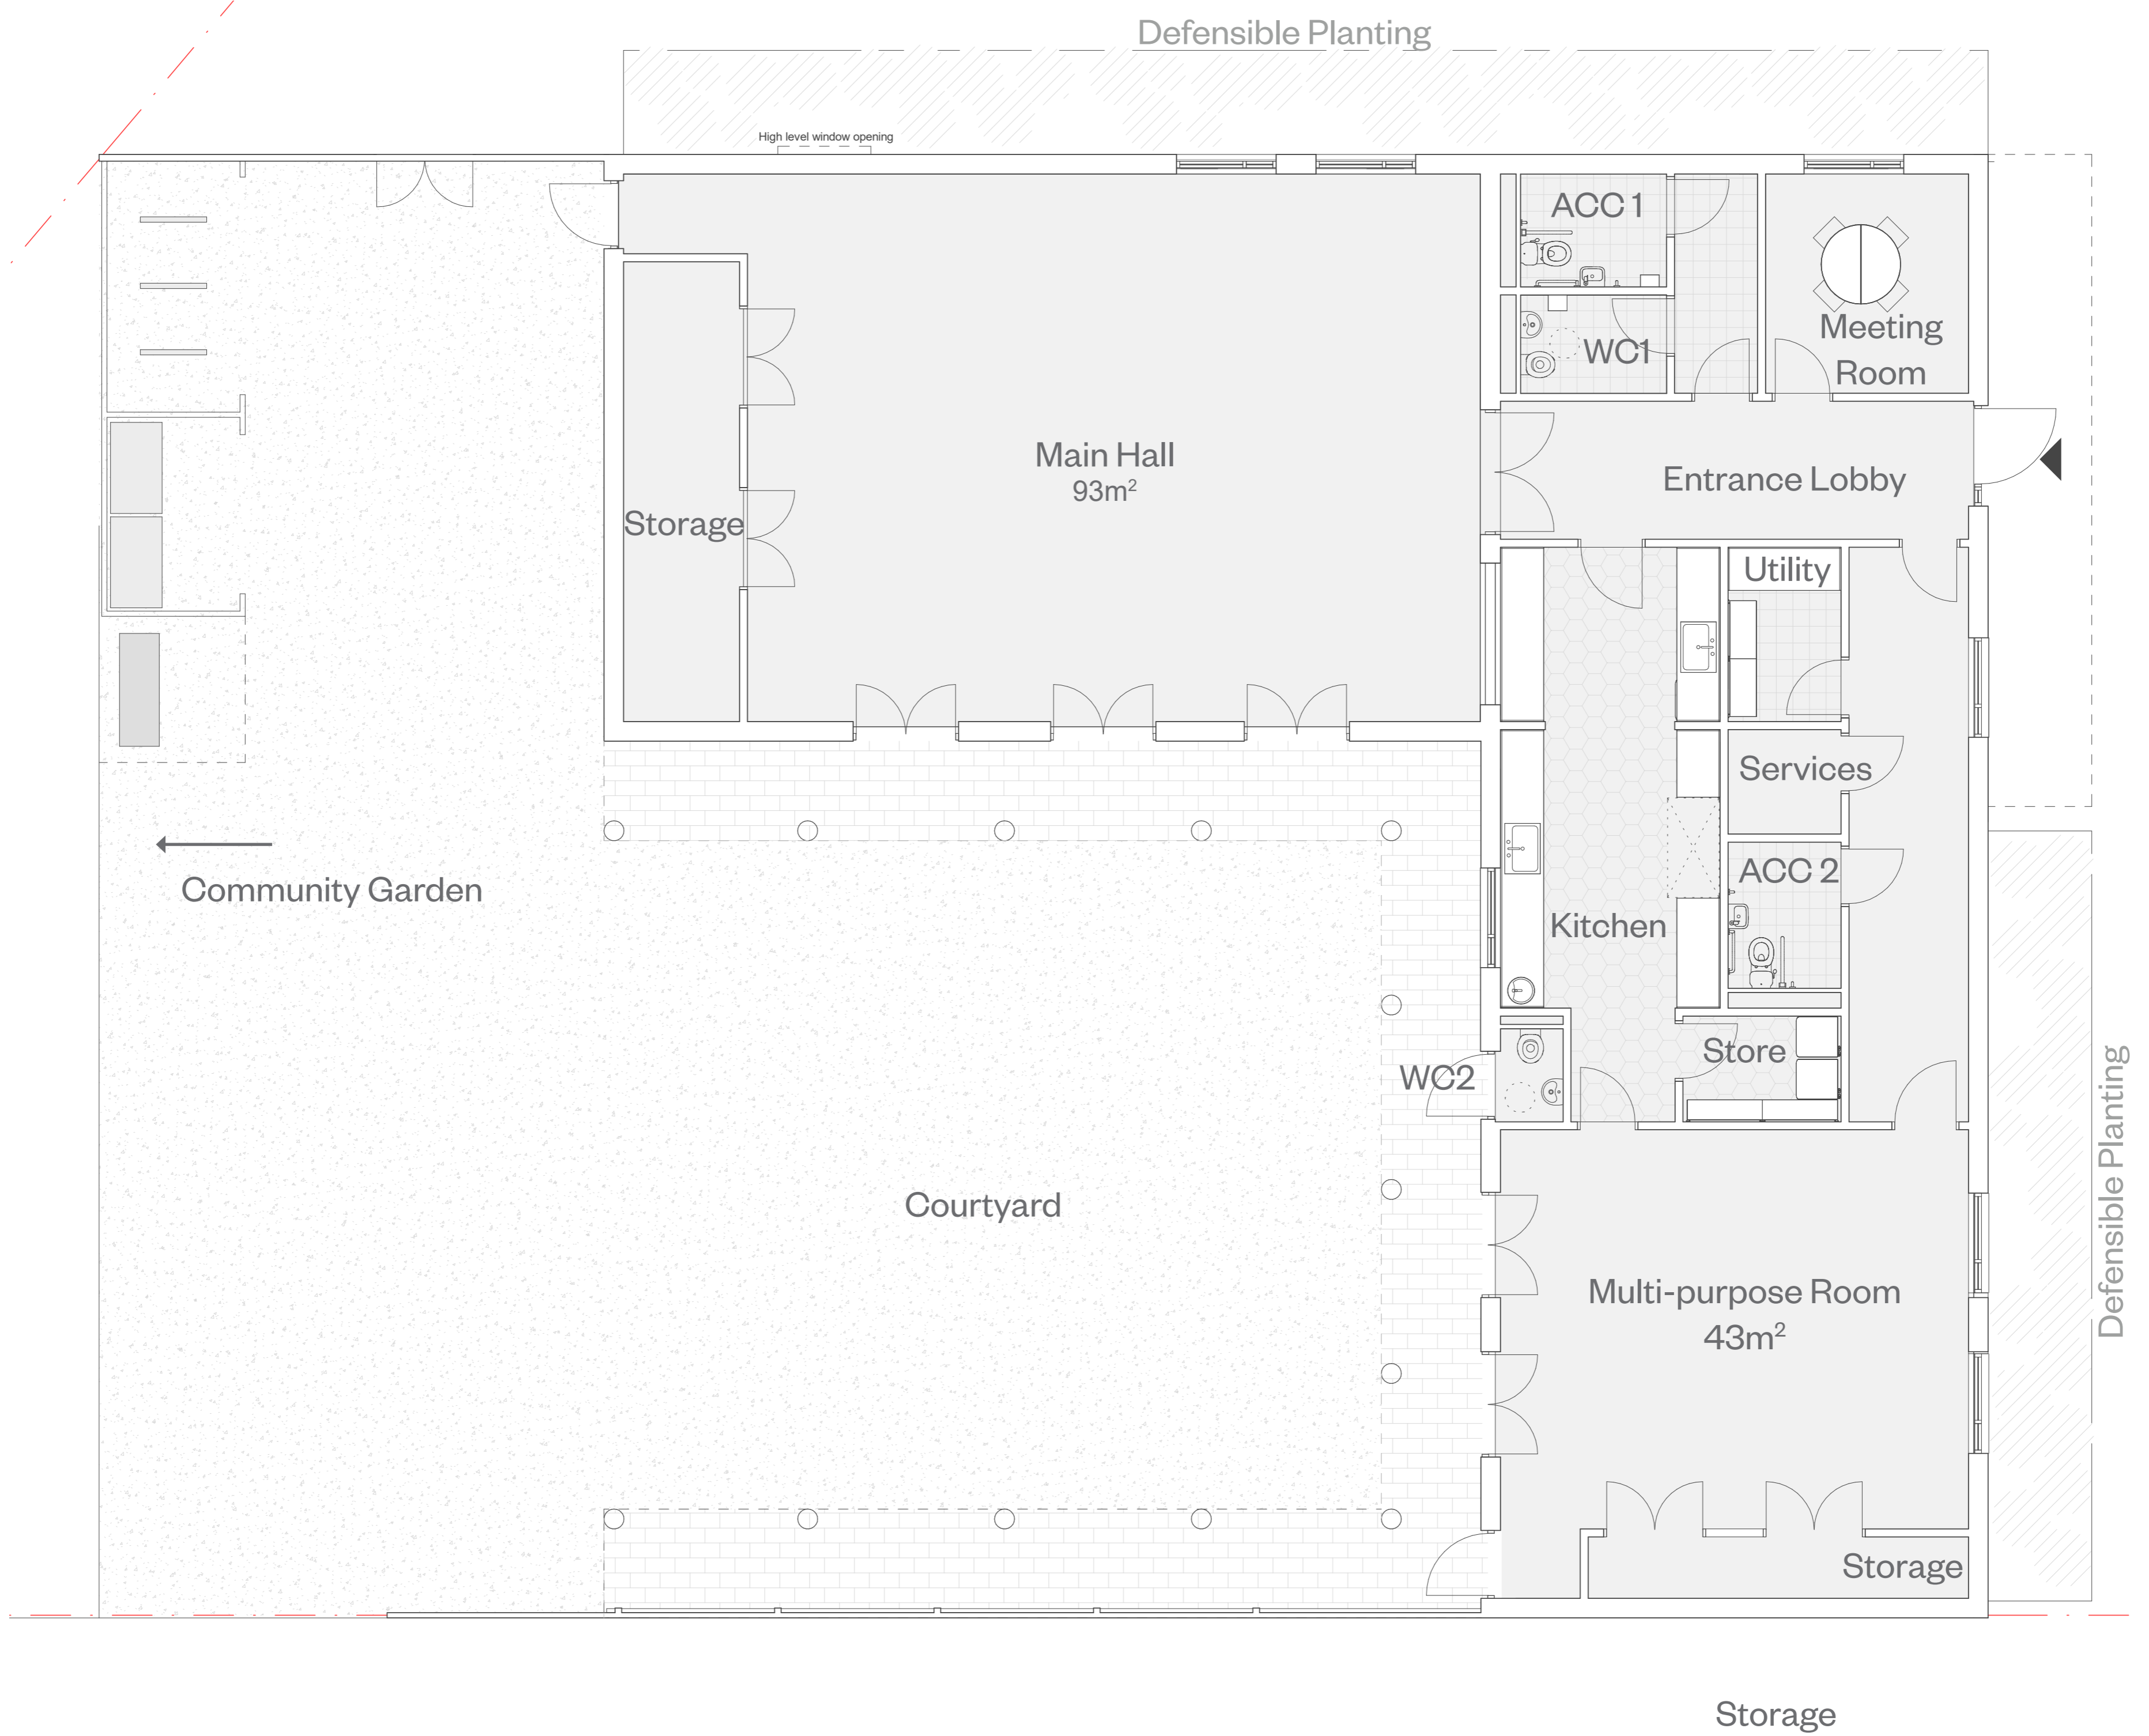 Defensible Planting
High level window opening
ACC 1
WC1
Meeting
Room
Main Hall
93m²
Entrance Lobby
Storage
Utility
Services
ACC 2
Community Garden
Kitchen
Store
WC2
Courtyard
Multi-purpose Room
43m²
Defensible Planting
Storage
Storage